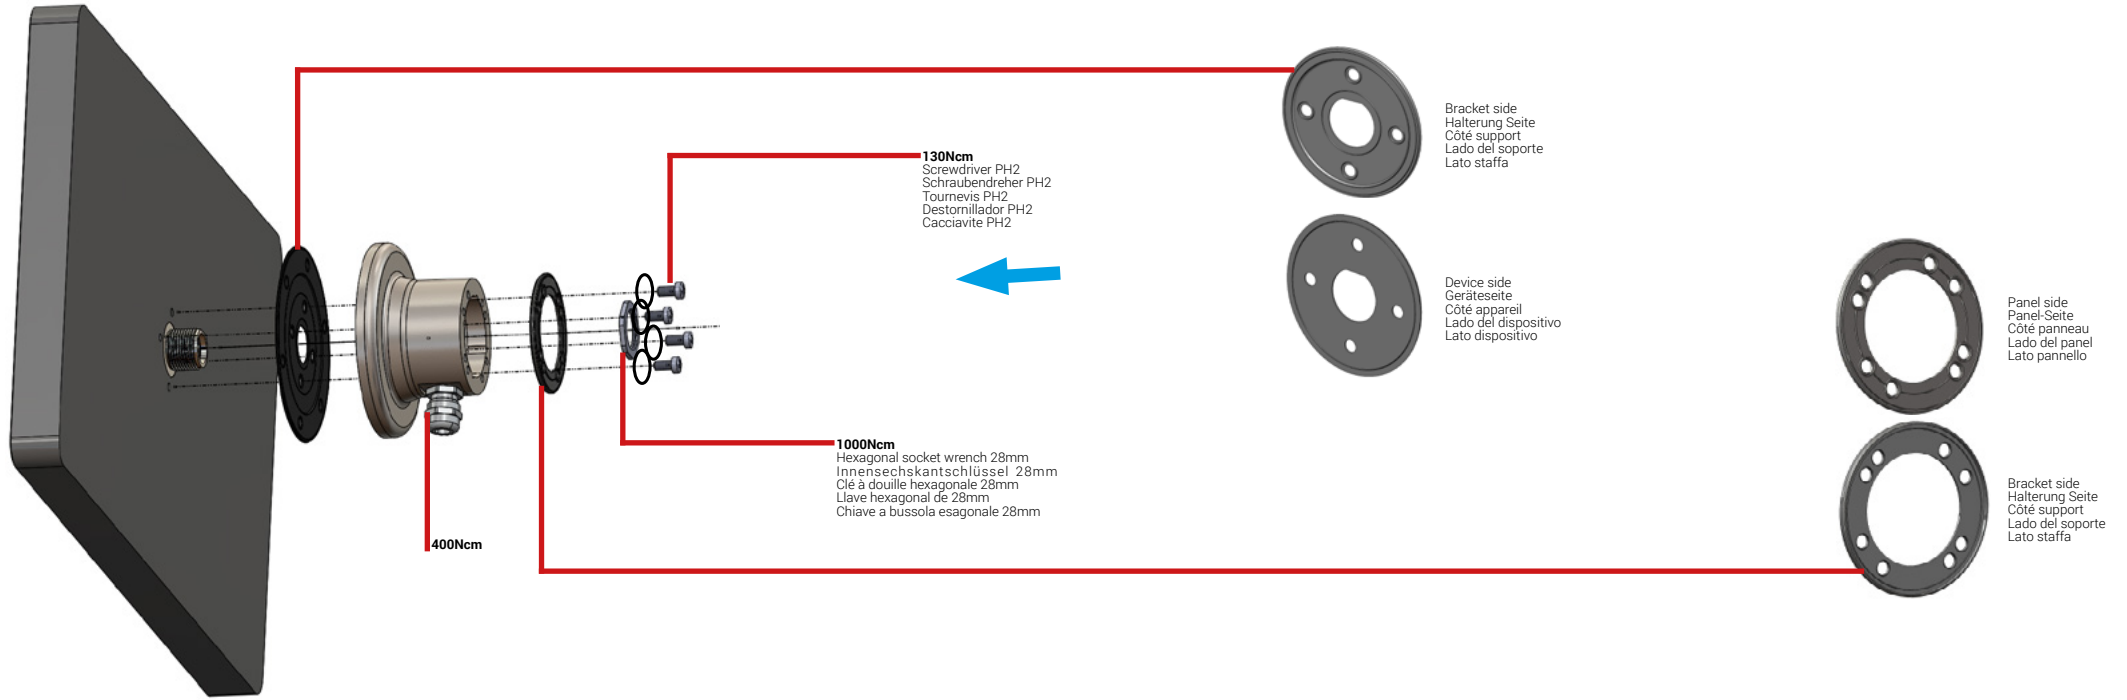 Bracket side
Halterung Seite
Côté support
Lado del soporte
Lato staffa
130Ncm
Screwdriver PH2
Schraubendreher PH2
Tournevis PH2
Destornillador PH2
Cacciavite PH2
Device side
Geräteseite
Côté appareil
Lado del dispositivo
Lato dispositivo
Panel side
Panel-Seite
Côté panneau
Lado del panel
Lato pannello
1000Ncm
Hexagonal socket wrench 28mm
Innensechskantschlüssel 28mm
Clé à douille hexagonale 28mm
Llave hexagonal de 28mm
Chiave a bussola esagonale 28mm
Bracket side
Halterung Seite
Côté support
Lado del soporte
Lato staffa
400Ncm